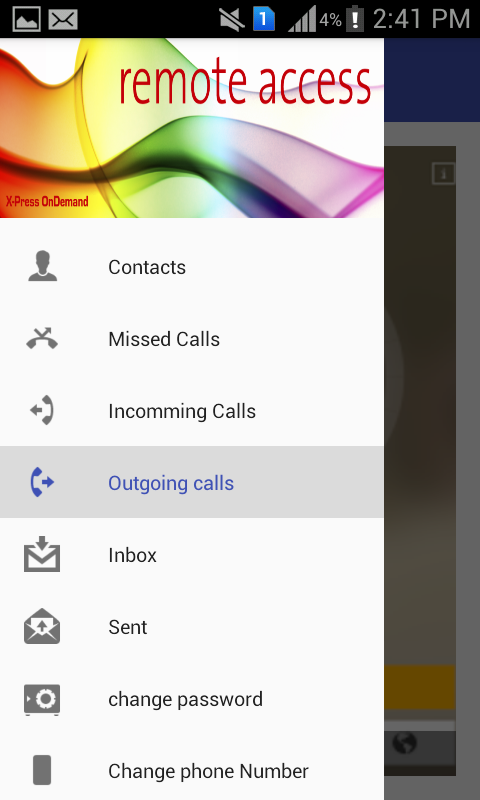 1 4% 2:41 PM
remote access
X-Press OnDemand
Contacts
Missed Calls
Incomming Calls
Outgoing calls
Inbox
Sent
change password
Change phone Number